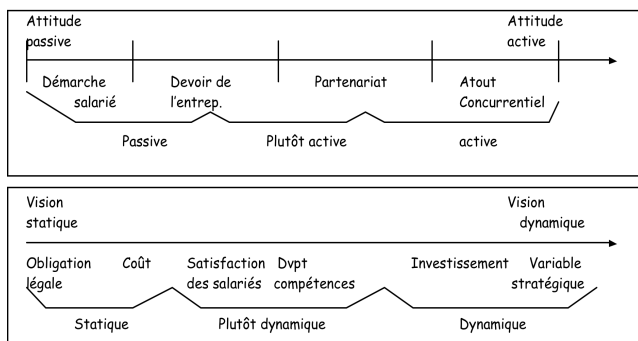 Attitude passive
Attitude active
Démarche salarié
Devoir de l'entrep.
Partenariat
Atout Concurrentiel
Passive
Plutôt active
active
Vision statique
Vision dynamique
Obligation légale
Coût
Satisfaction des salariés
Dvpt compétences
Investissement
Variable stratégique
Statique
Plutôt dynamique
Dynamique